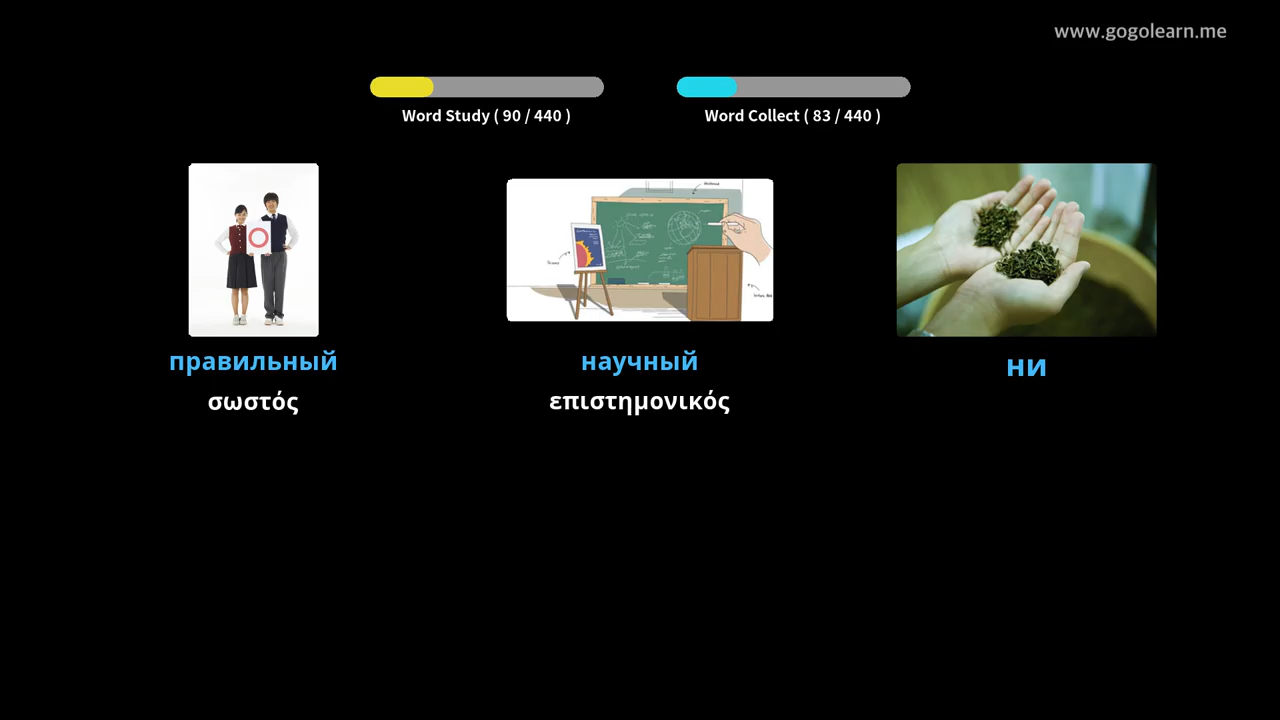 www.gogolearn.me
Word Study ( 90 / 440 )
Word Collect ( 83 / 440 )
правильный
научный
ни
σωστός
επιστημονικός